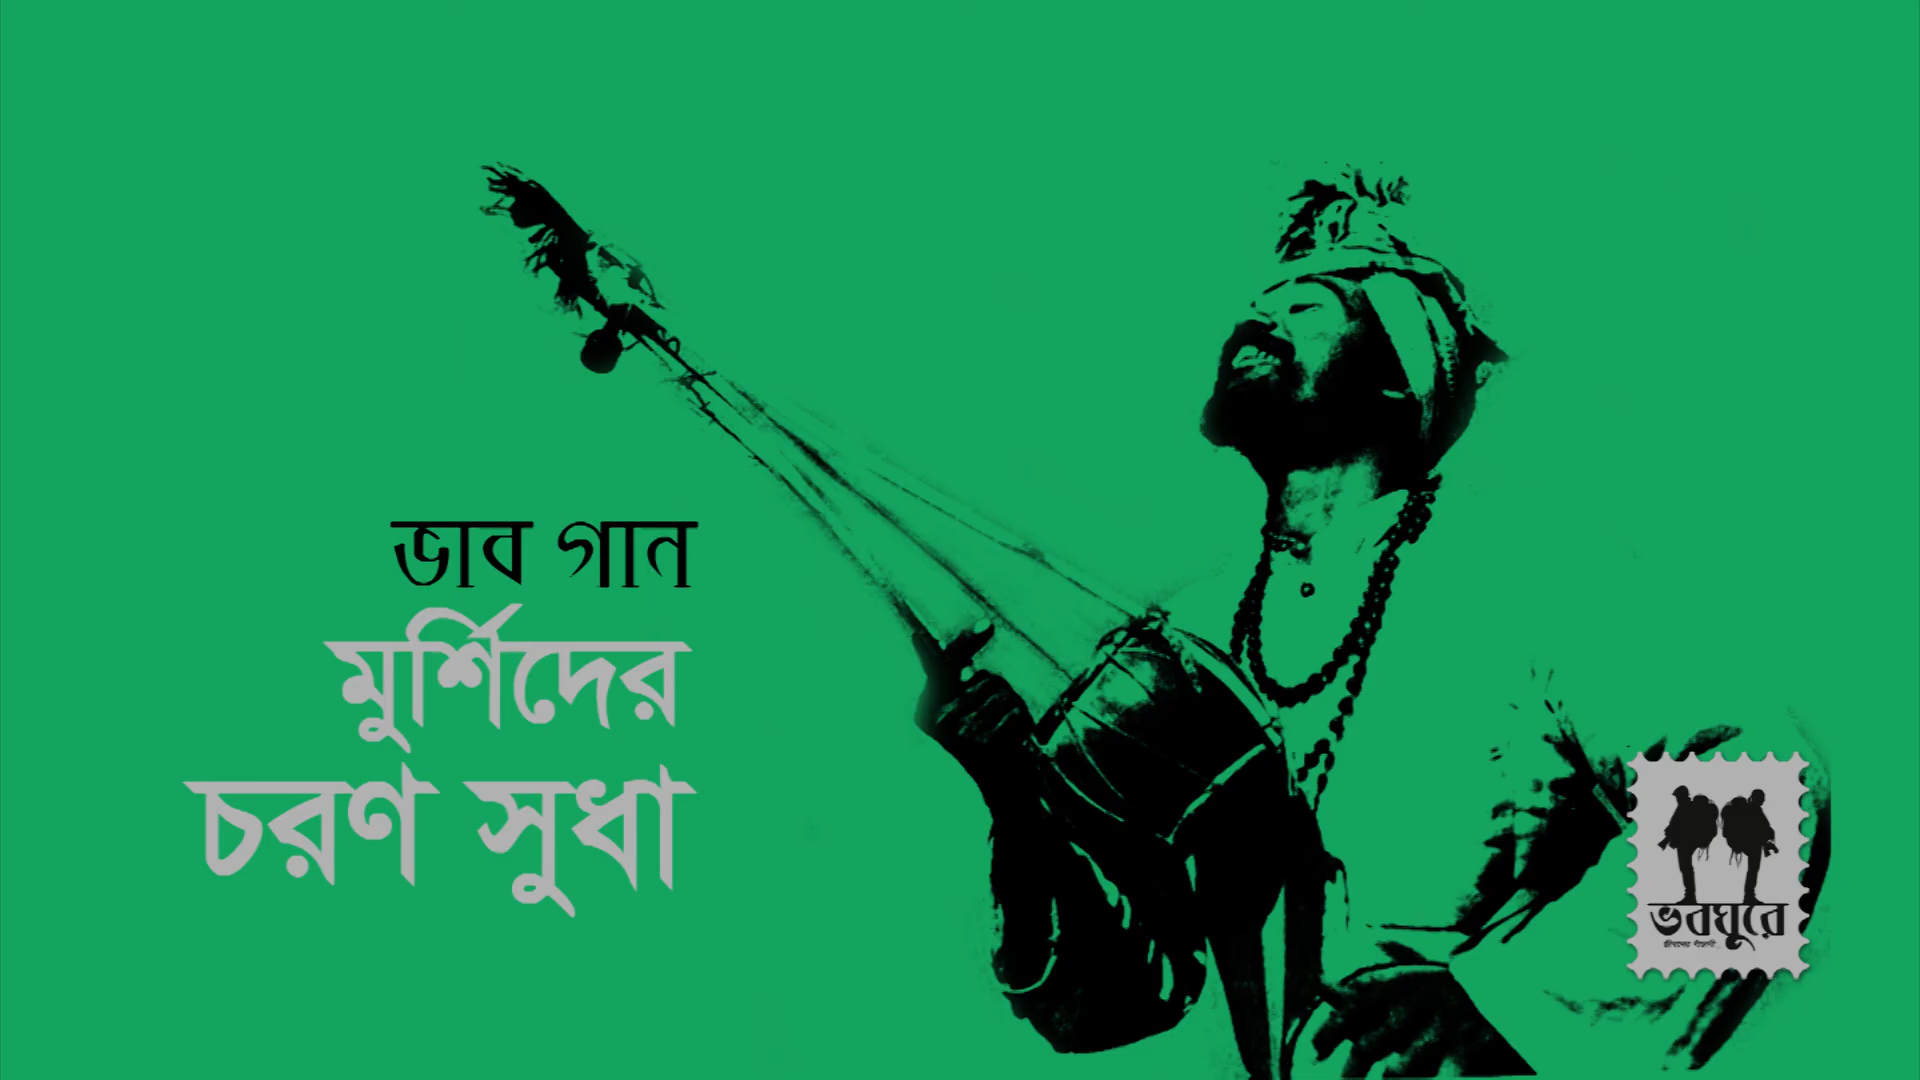 ভাব গান
মুর্শিদের
চরণ সুধা
ভবঘুরে